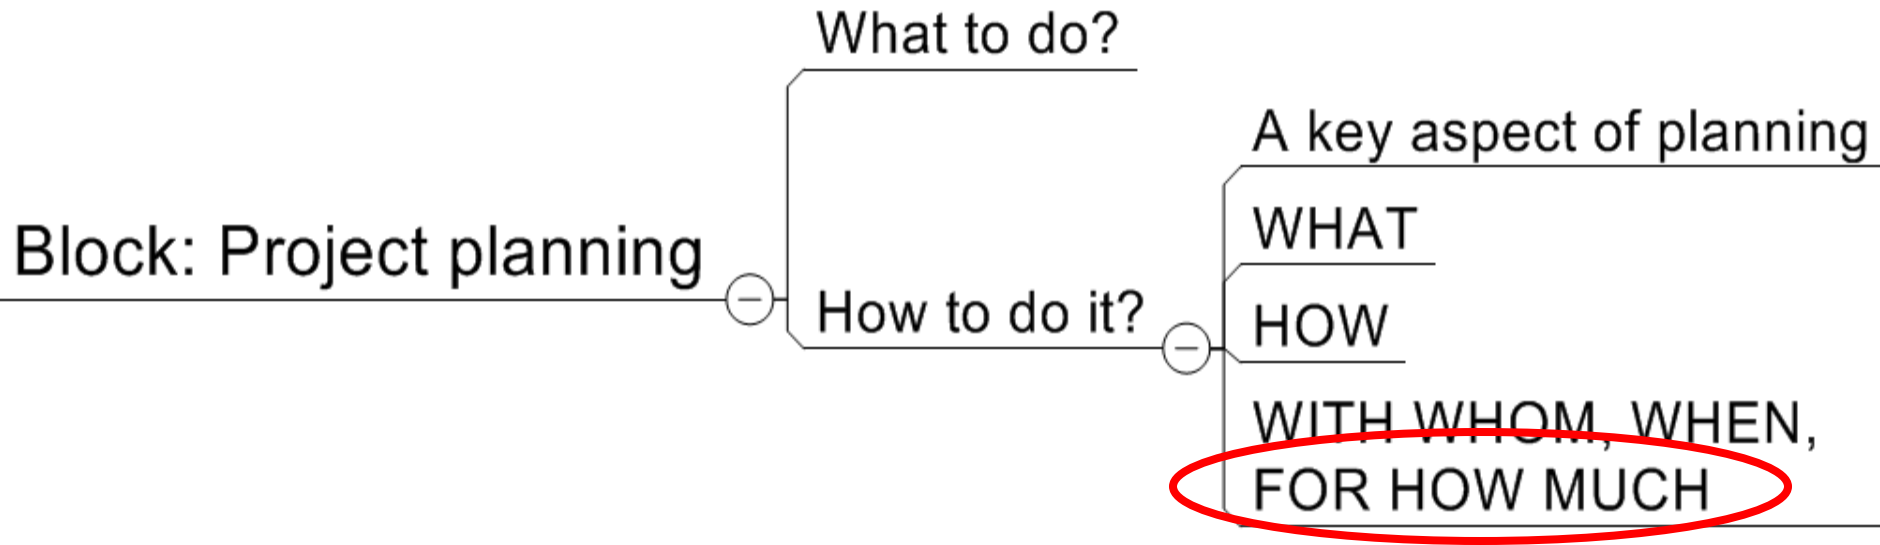 What to do?
A key aspect of planning
WHAT
Block: Project planning
How to do it?
HOW
WITH WHOM, WHEN,
FOR HOW MUCH